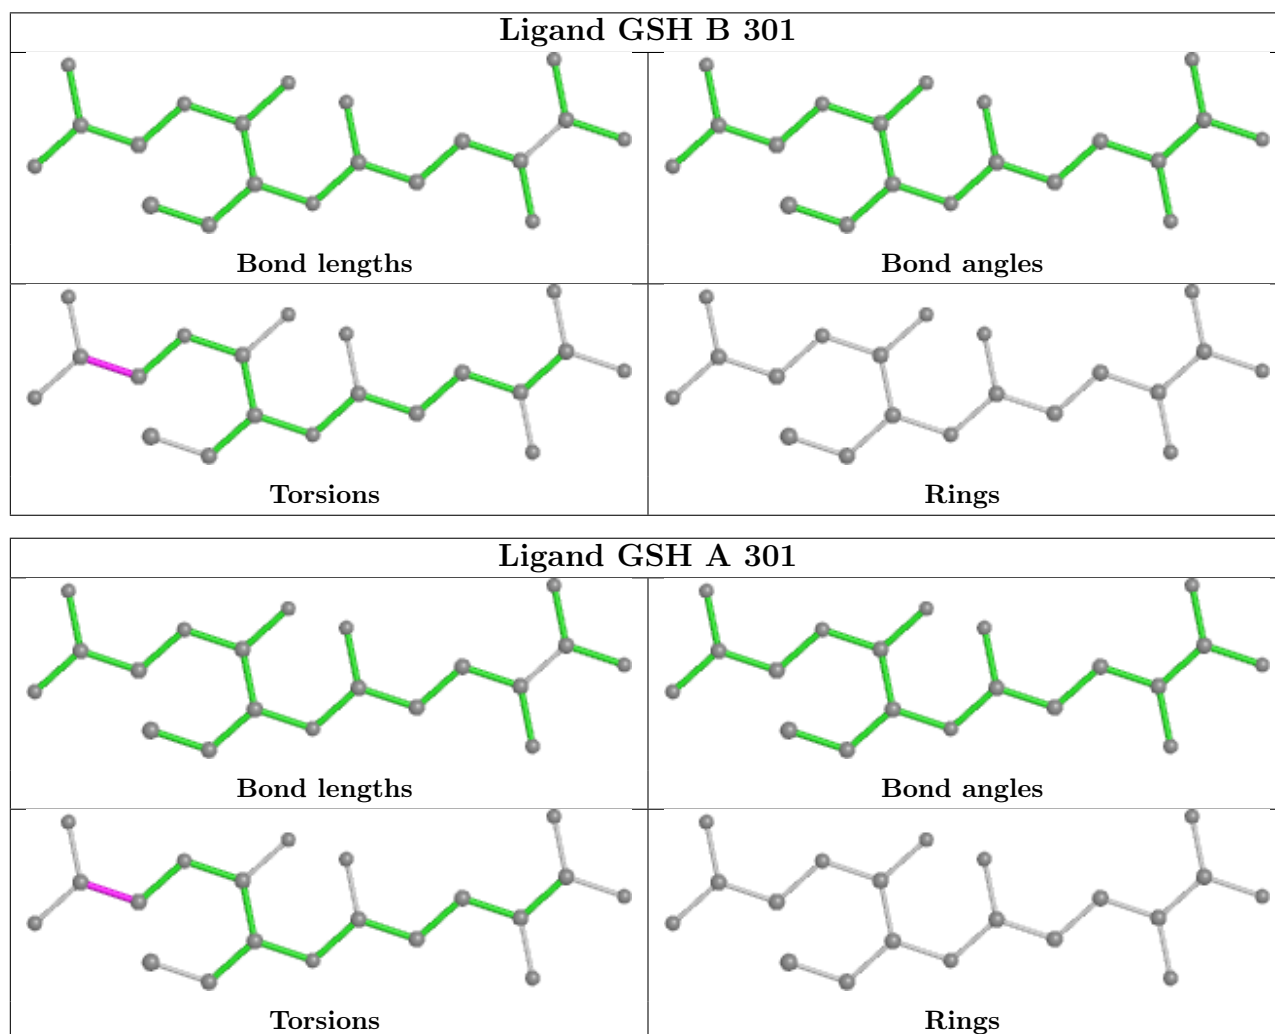 Ligand GSH B 301
Bond lengths
Bond angles
Torsions
Rings
Ligand GSH A 301
Bond lengths
Bond angles
Torsions
Rings